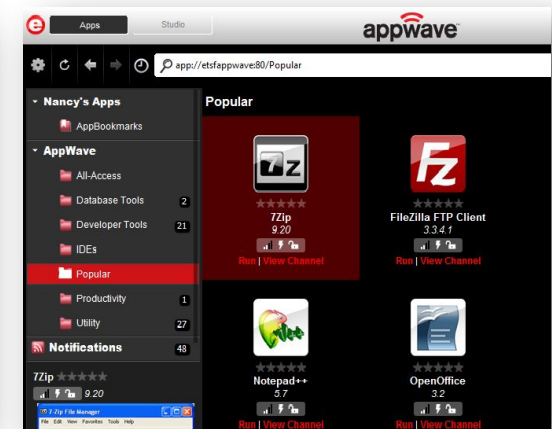 Apps
Studio
appwave
app://etsfappwave:80/Popular
Nancy's Apps
AppBookmarks
AppWave
All-Access
Database Tools 2
Developer Tools 21
IDEs
Popular
Productivity 1
Utility 27
Notifications 48
7Zip
9.20
7-Zip File Manager
File Edit View Favorites Tools Help
Popular
7z
7Zip
9.20
Run | View Channel
Fz
FileZilla FTP Client
3.3.4.1
Run | View Channel
Notepad++
5.7
Run | View Channel
OpenOffice
3.2
Run | View Channel